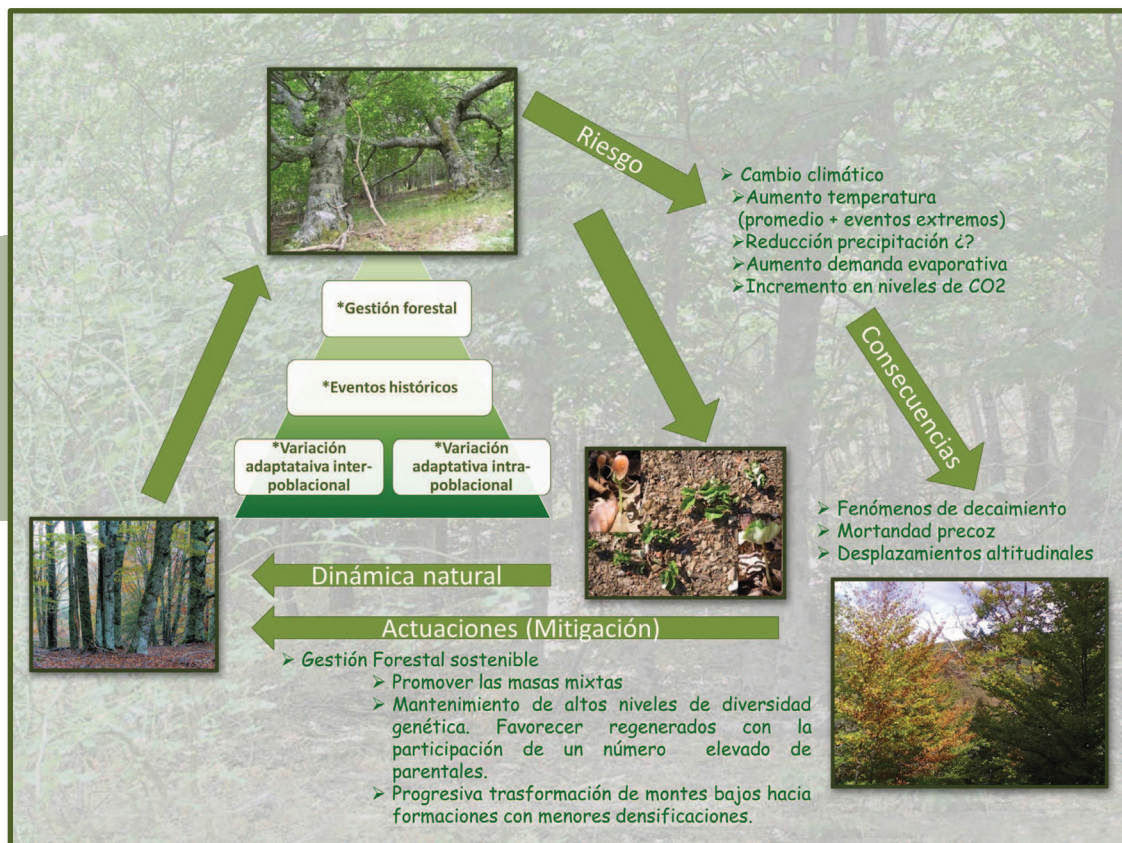 Riesgo
➢ Cambio climático
➢Aumento temperatura
(promedio + eventos extremos)
➢Reducción precipitación ¿?
➢Aumento demanda evaporativa
➢Incremento en niveles de CO2
*Gestión forestal
*Eventos históricos
*Variación
adaptataiva inter-
poblacional
*Variación
adaptativa intra-
poblacional
Consecuencias
➢ Fenómenos de decaimiento
➢ Mortandad precoz
➢ Desplazamientos altitudinales
Dinámica natural
Actuaciones (Mitigación)
➢ Gestión Forestal sostenible
➢ Promover las masas mixtas
➢ Mantenimiento de altos niveles de diversidad
genética. Favorecer regenerados con la
participación de un número elevado de
parentales.
➢ Progresiva trasformación de montes bajos hacia
formaciones con menores densificaciones.